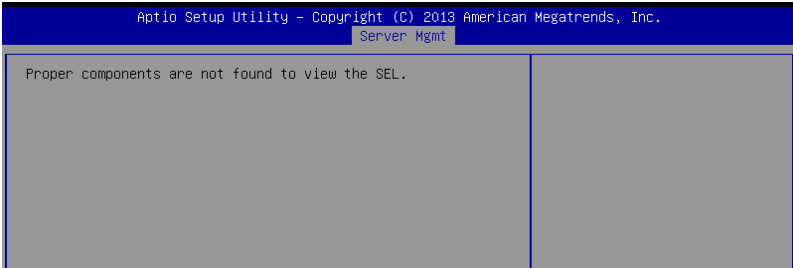 Aptio Setup Utility – Copyright (C) 2013 American Megatrends, Inc.
Server Mgmt
Proper components are not found to view the SEL.